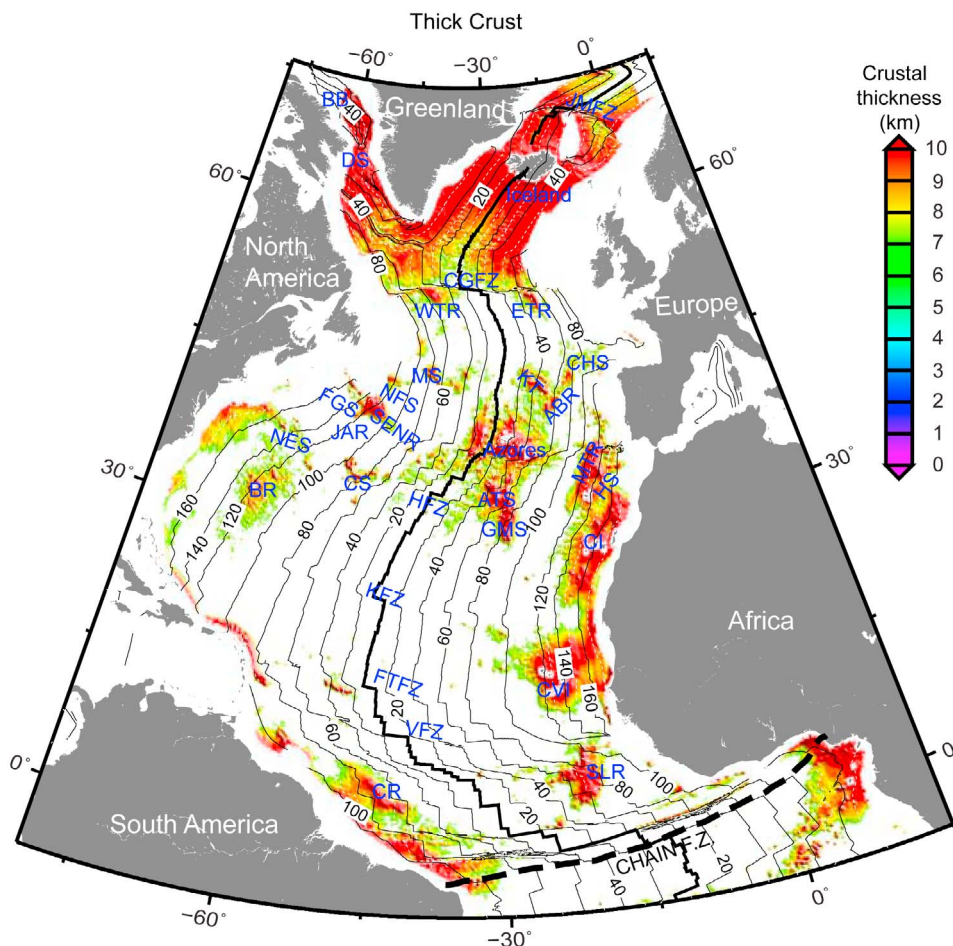 Thick Crust
−60° −30° 0°
Crustal
thickness
(km)
10
9
8
7
6
5
4
3
2
1
0
BB
40
Greenland
JMFZ
60°
60°
DS
40
20
Iceland
40
North
America
80
CGFZ
WTR
ETR
Europe
40
80
CHS
MS
60
KT
NFS
FGS
SENR
ABR
JAR
NES
Azores
MTR
30°
30°
BR
CS
100
HFZ
ATS
HS
GMS
160
120
140
80
20
40
100
CI
40
80
120
KFZ
60
Africa
140
FTFZ
CVI
160
20
VFZ
60
0°
0°
SLR
100
CR
40
80
100
20
South America
CHAIN F.Z.
20
40
−60°
−30°
0°